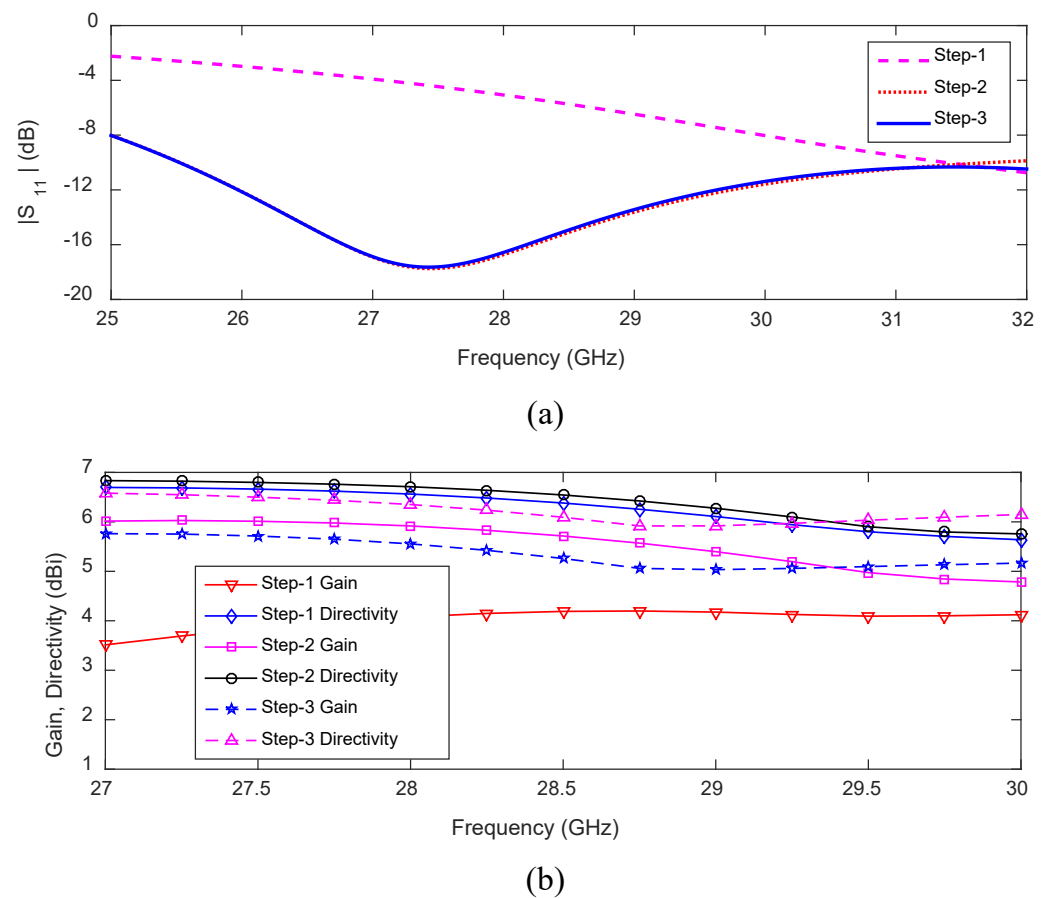 0
-4
-8
-12
-16
-20
|S 11 | (dB)
Step-1
Step-2
Step-3
25 26 27 28 29 30 31 32
Frequency (GHz)
(a)
7
6
5
4
3
2
1
Gain, Directivity (dBi)
Step-1 Gain
Step-1 Directivity
Step-2 Gain
Step-2 Directivity
Step-3 Gain
Step-3 Directivity
27 27.5 28 28.5 29 29.5 30
Frequency (GHz)
(b)